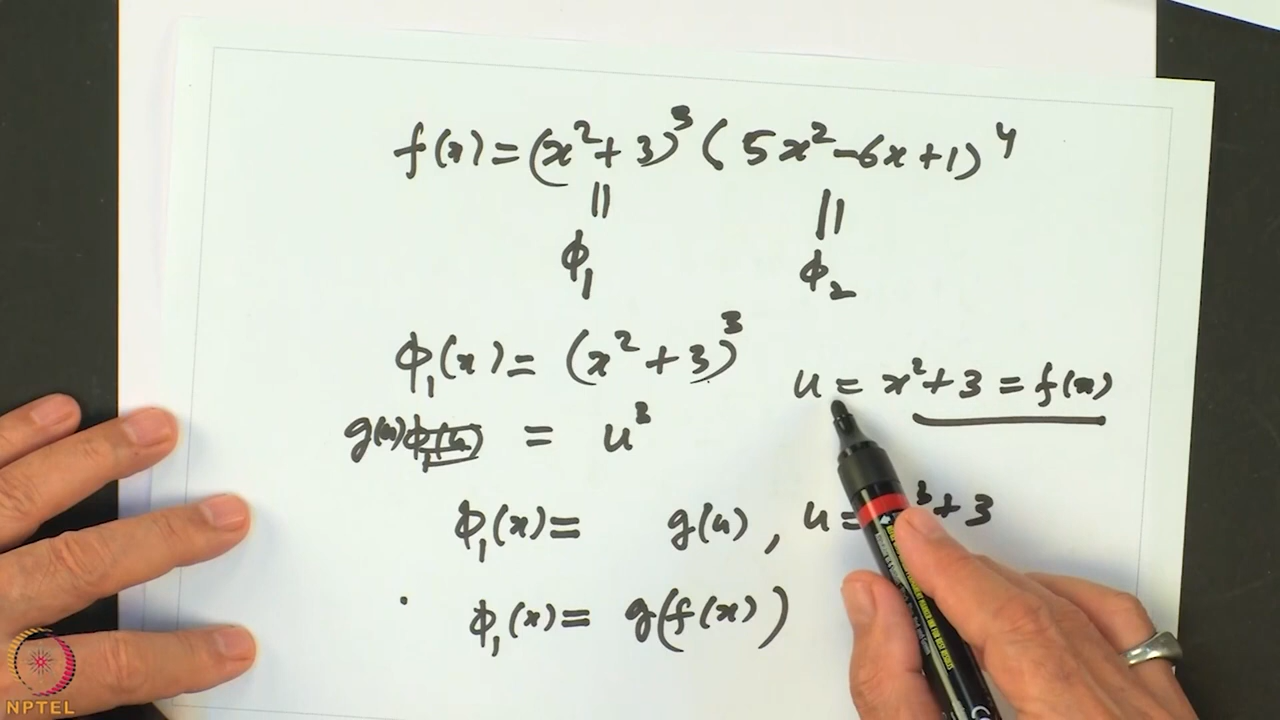 f(x) = (x² + 3)³ (5x² - 6x + 1)⁴
|| ||
ϕ₁ ϕ₂
ϕ₁(x) = (x² + 3)³
u = x² + 3 = f(x)
g(u) = u³
ϕ₁(x) = g(u), u = ³ + 3
ϕ₁(x) = g(f(x))
NPTEL